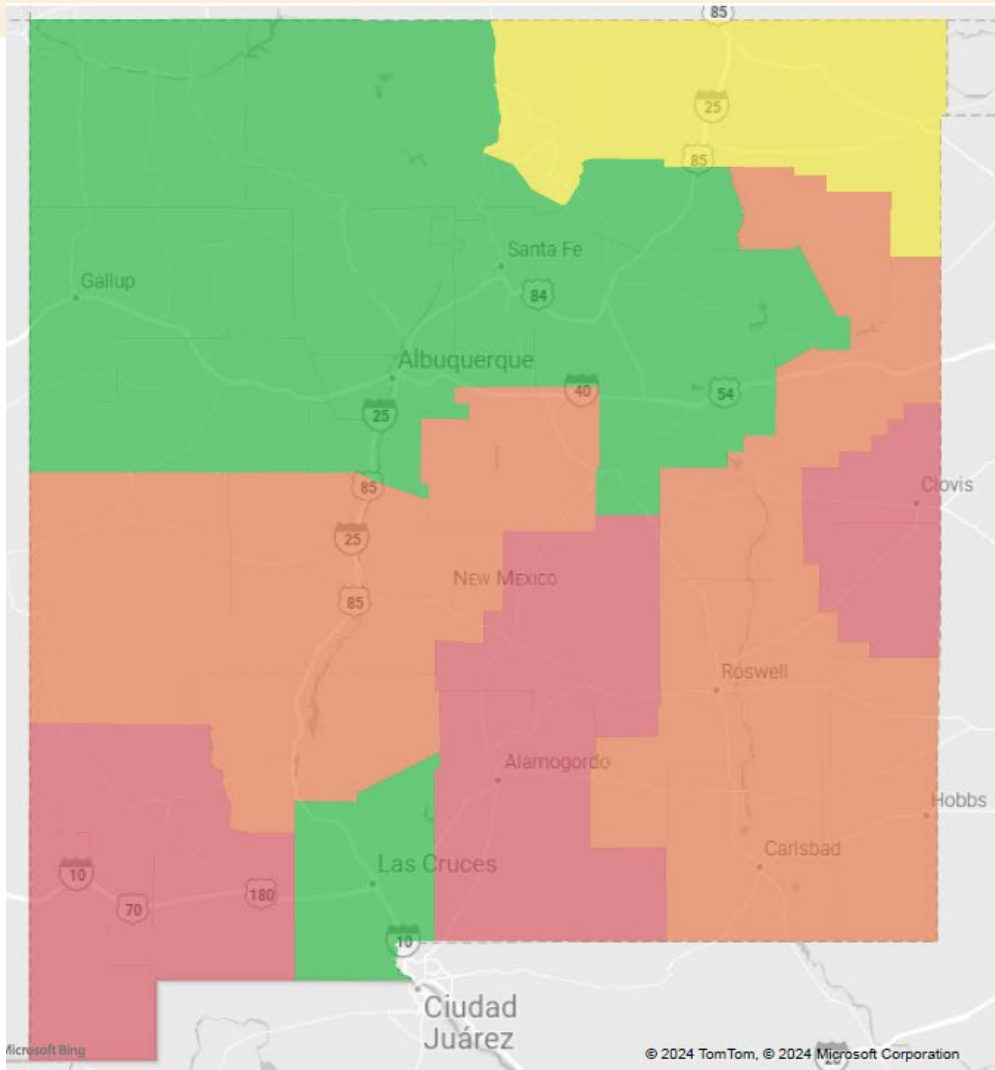 85
25
85
Santa Fe
Gallup
84
Albuquerque
40
54
25
85
Clovis
25
NEW MEXICO
85
Roswell
Alamogordo
Hobbs
Carlsbad
Las Cruces
10
180
70
10
Ciudad
Juárez
Microsoft Bing
© 2024 TomTom, © 2024 Microsoft Corporation
20